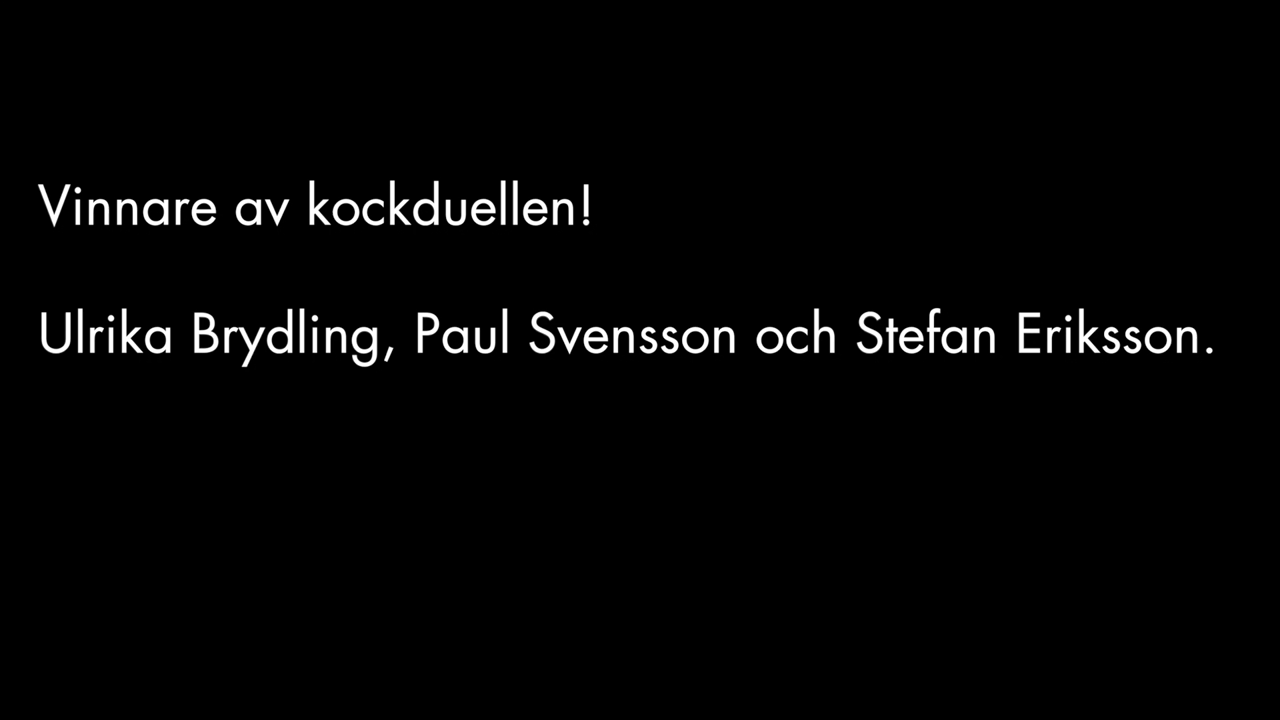 Vinnare av kockduellen!
Ulrika Brydling, Paul Svensson och Stefan Eriksson.